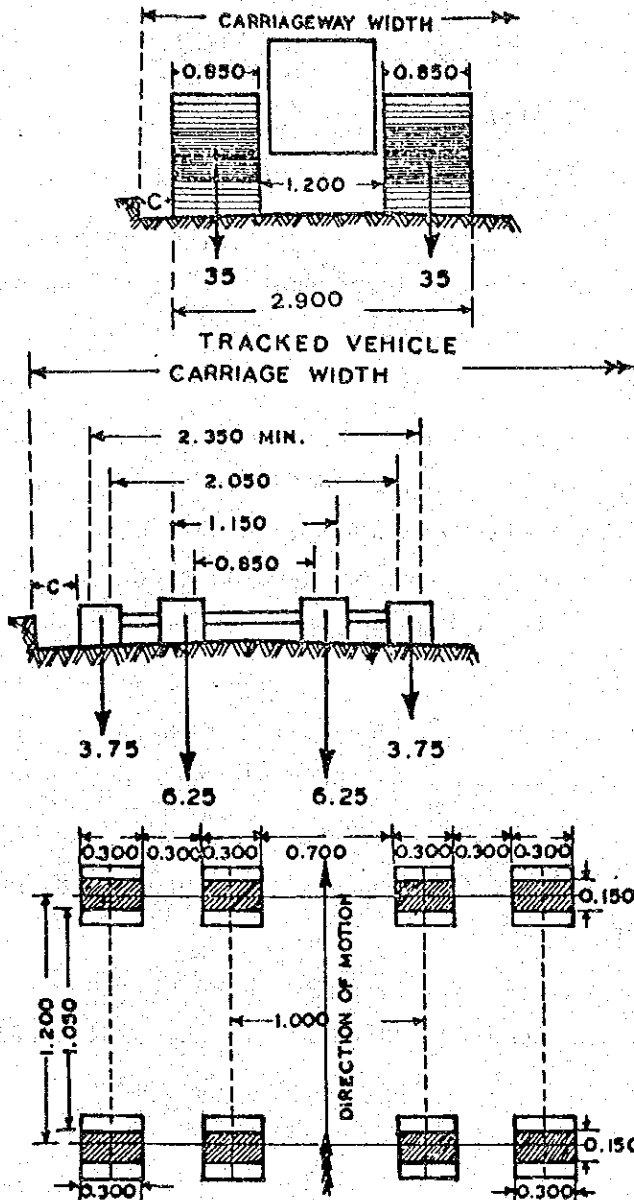 CARRIAGEWAY WIDTH
0.850 0.850
1.200
C
35 35
2.900
TRACKED VEHICLE
CARRIAGE WIDTH
2.350 MIN.
2.050
1.150
0.850
C
3.75 3.75
6.25 6.25
0.300 0.300 0.300 0.700 0.300 0.300 0.300
0.150
1.200
1.050
1.000
DIRECTION OF MOTION
0.150
0.300 0.300